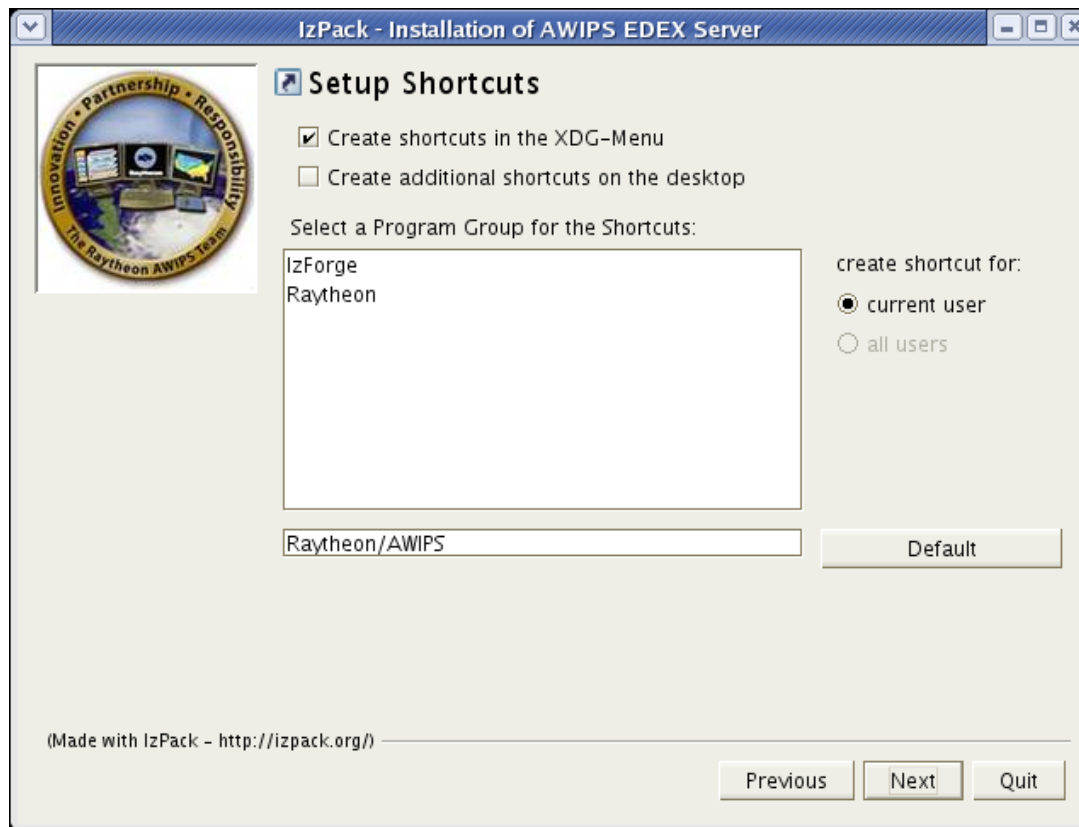 IzPack - Installation of AWIPS EDEX Server
Innovation • Partnership • Responsibility
The Raytheon AWIPS Team
Setup Shortcuts
Create shortcuts in the XDG-Menu
Create additional shortcuts on the desktop
Select a Program Group for the Shortcuts:
IzForge
Raytheon
create shortcut for:
current user
all users
Raytheon/AWIPS
Default
(Made with IzPack - http://izpack.org/)
Previous
Next
Quit